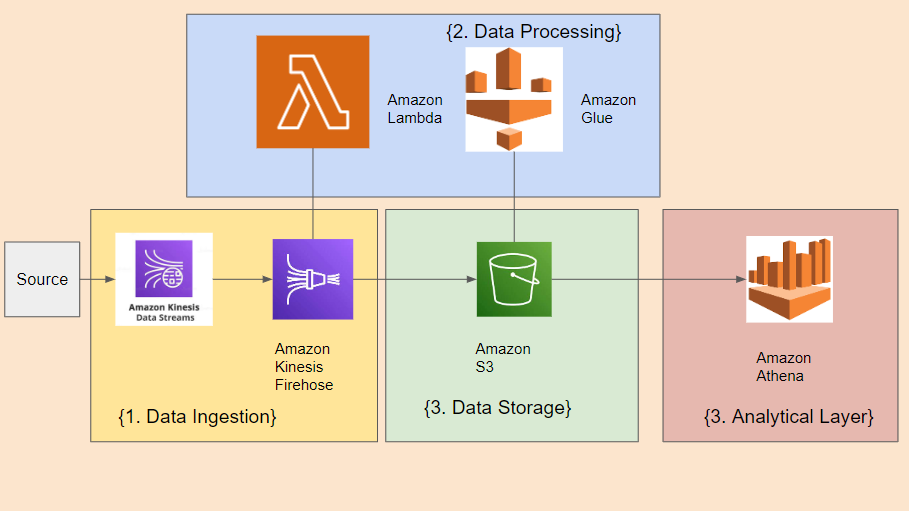 {2. Data Processing}
Amazon
Lambda
Amazon
Glue
Source
Amazon Kinesis
Data Streams
Amazon
Kinesis
Firehose
{1. Data Ingestion}
Amazon
S3
{3. Data Storage}
Amazon
Athena
{3. Analytical Layer}